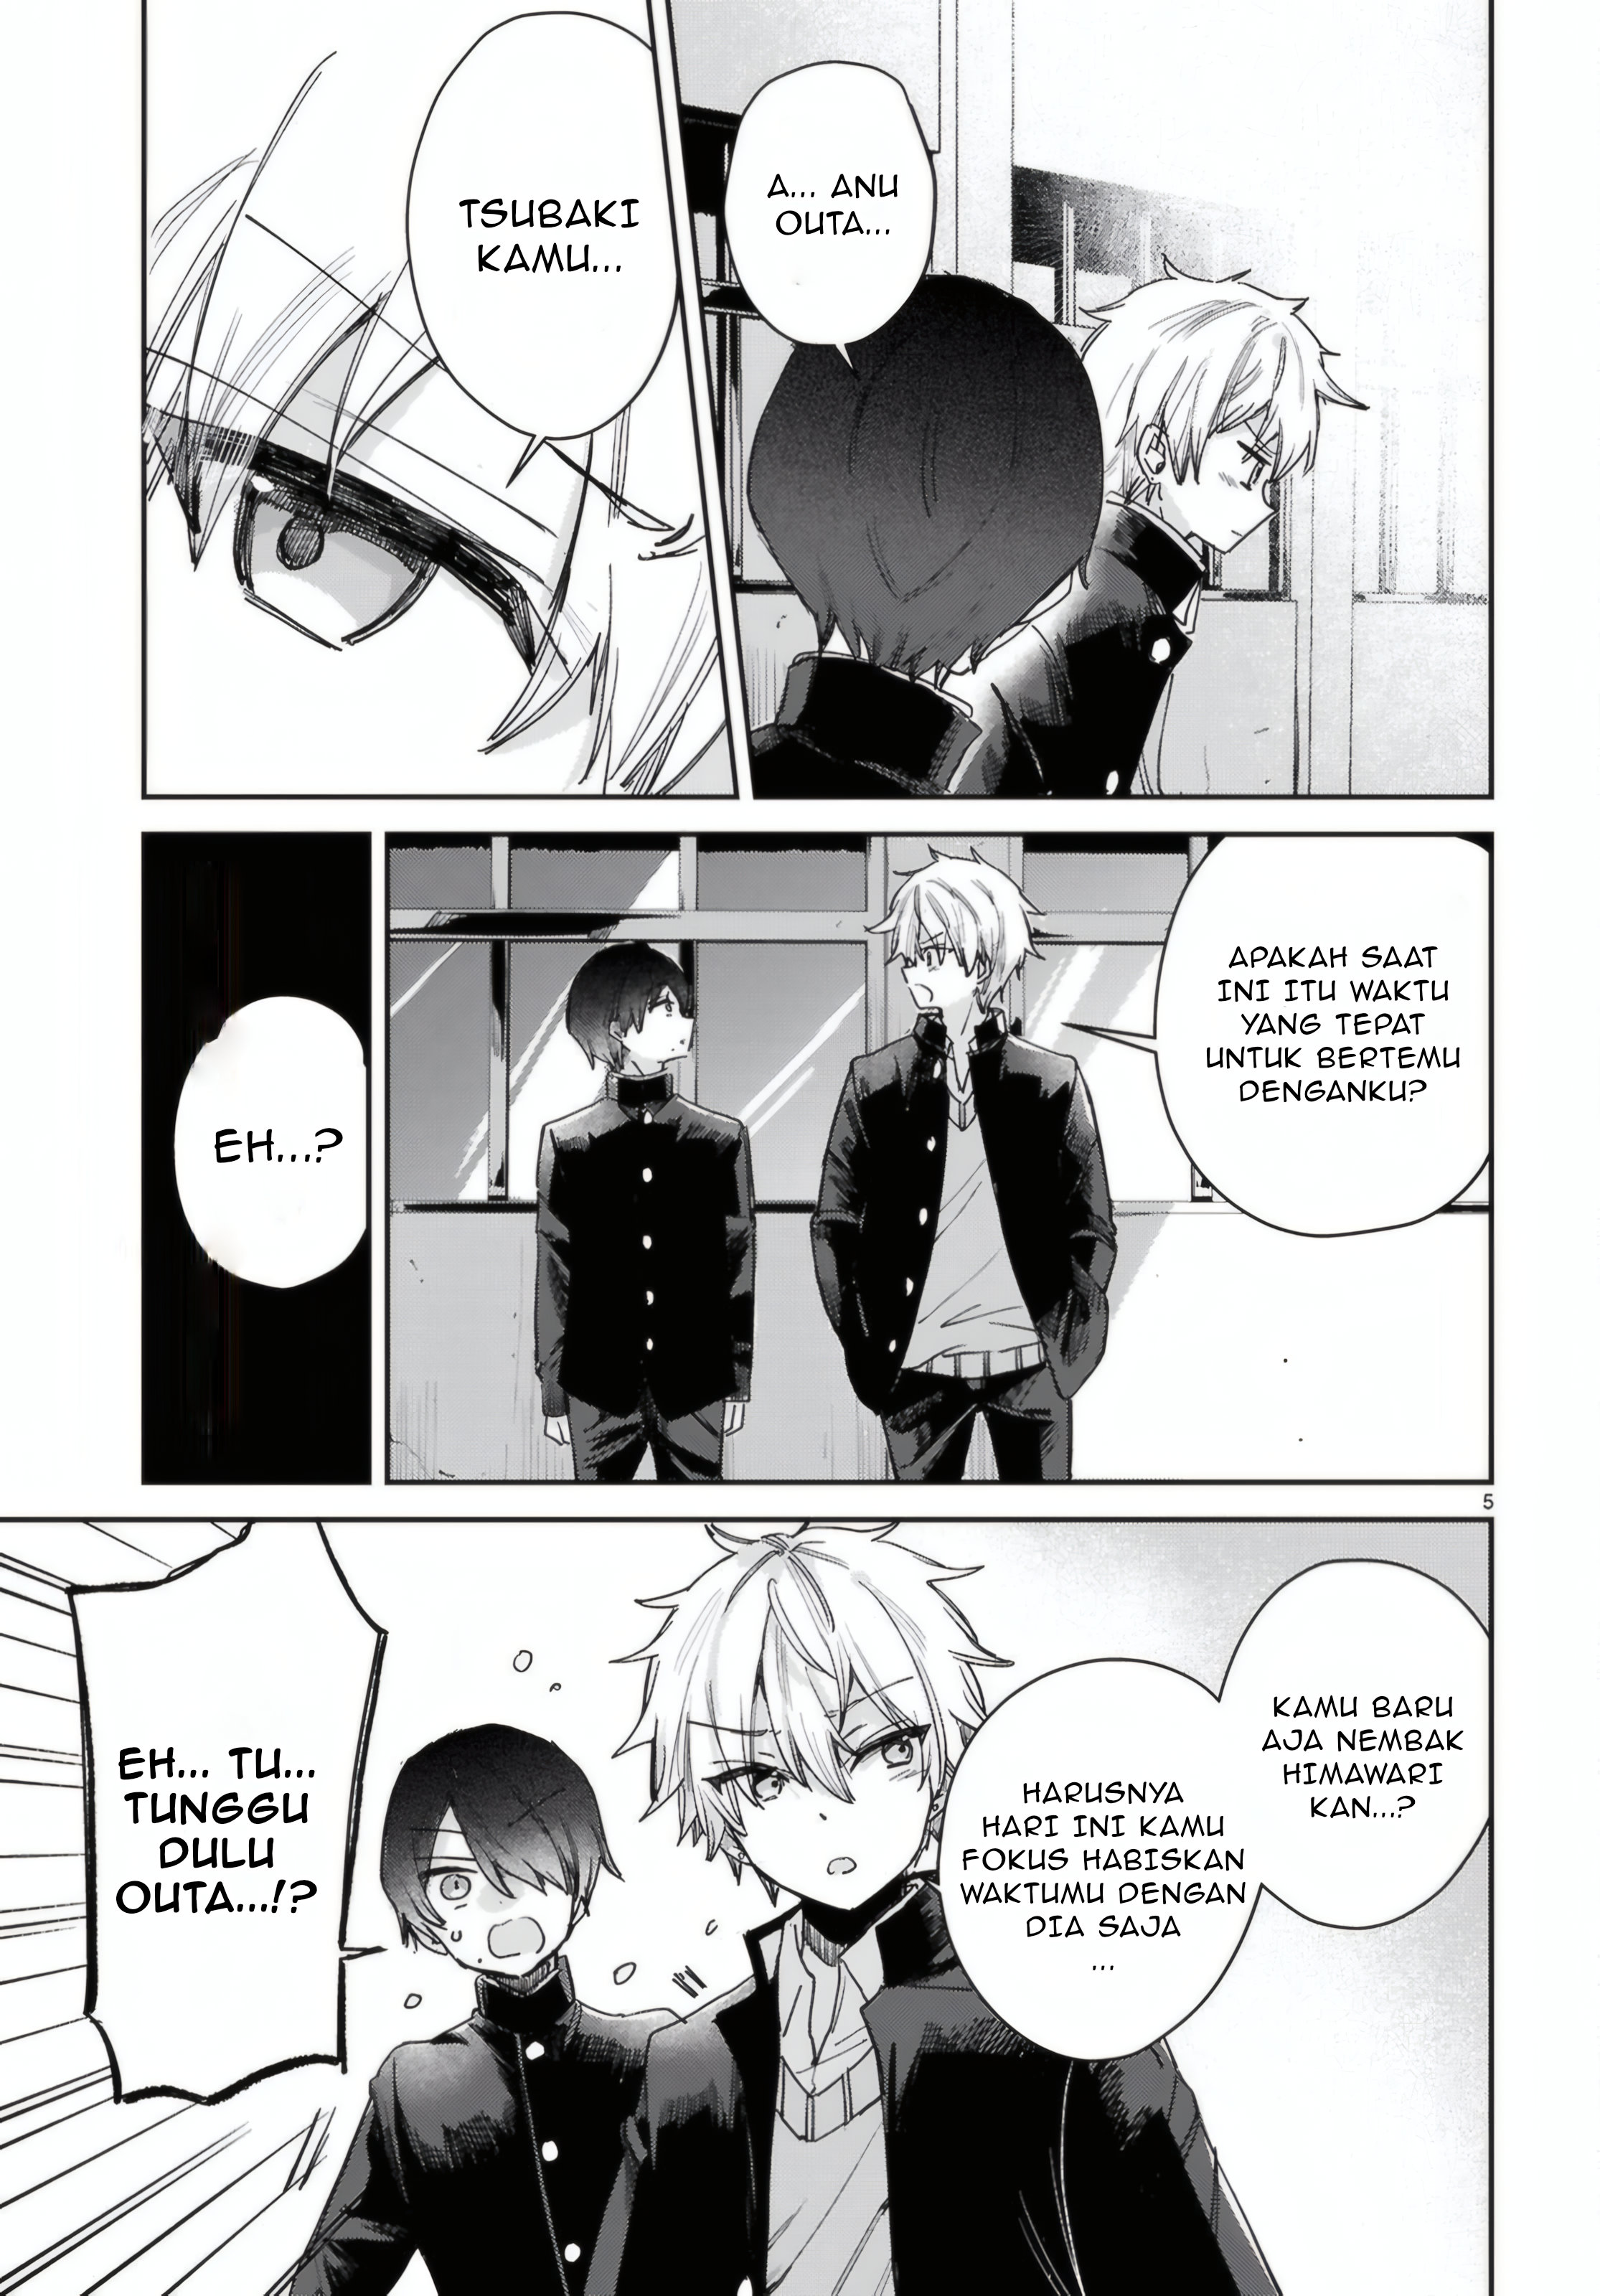 A... ANU
OUTA...
TSUBAKI
KAMU...
APAKAH SAAT
INI ITU WAKTU
YANG TEPAT
UNTUK BERTEMU
DENGANKU?
EH...?
5
KAMU BARU
AJA NEMBAK
HIMAWARI
KAN...?
HARUSNYA
HARI INI KAMU
FOKUS HABISKAN
WAKTUMU DENGAN
DIA SAJA
...
EH... TU...
TUNGGU
DULU
OUTA...!?